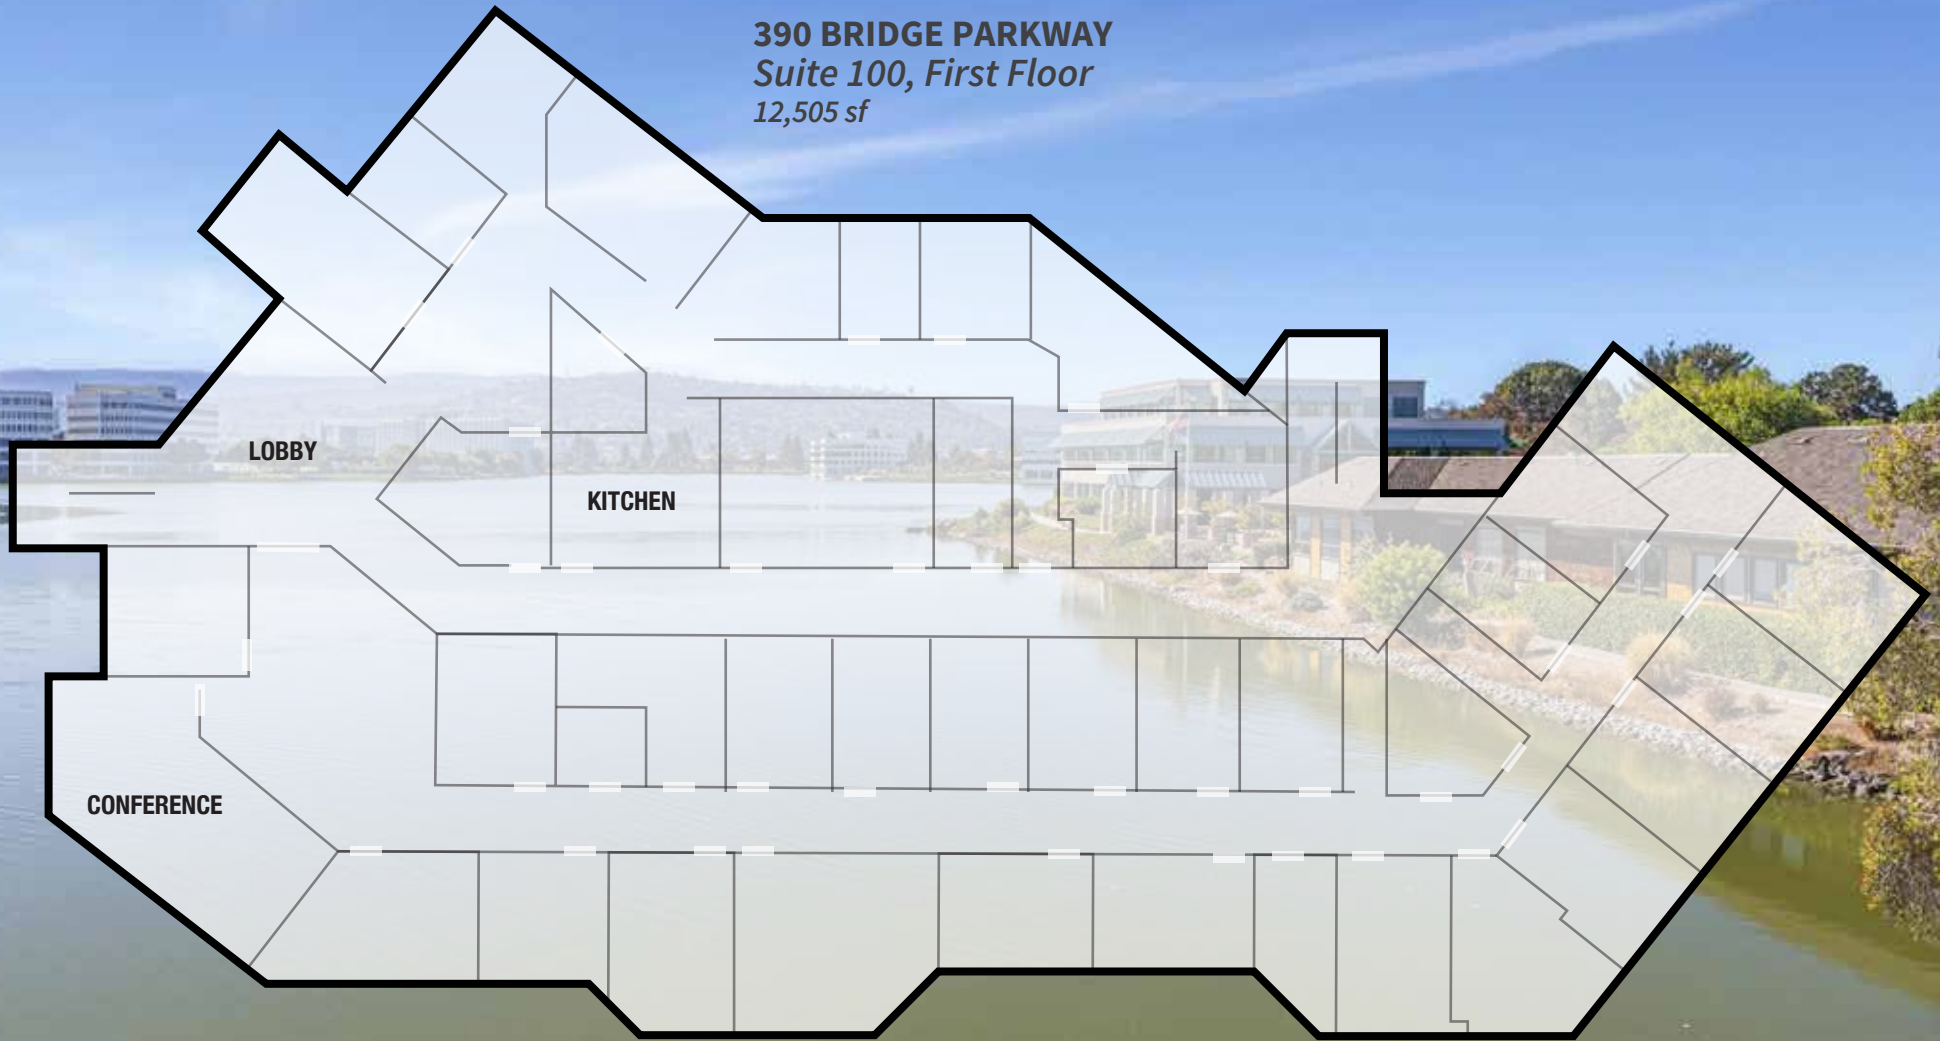 390 BRIDGE PARKWAY
Suite 100, First Floor
12,505 sf
LOBBY
KITCHEN
CONFERENCE